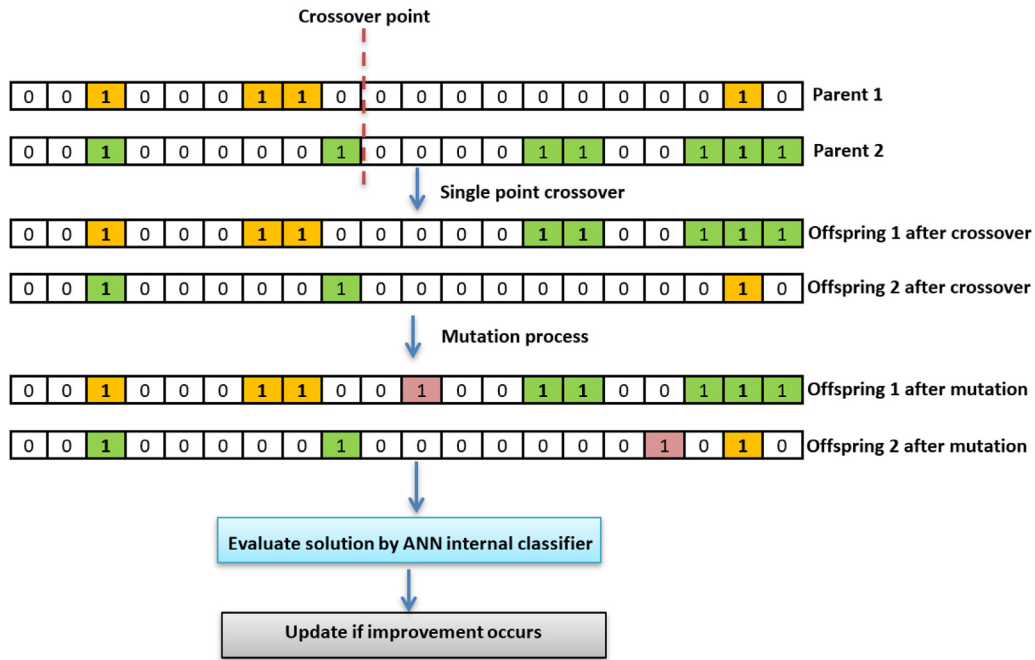 Crossover point
0 0 1 0 0 0 1 1 0 0 0 0 0 0 0 0 0 0 1 0 Parent 1
0 0 1 0 0 0 0 0 1 0 0 0 0 1 1 0 0 1 1 1 Parent 2
Single point crossover
0 0 1 0 0 0 1 1 0 0 0 0 0 1 1 0 0 1 1 1 Offspring 1 after crossover
0 0 1 0 0 0 0 0 1 0 0 0 0 0 0 0 0 0 1 0 Offspring 2 after crossover
Mutation process
0 0 1 0 0 0 1 1 0 0 1 0 0 1 1 0 0 1 1 1 Offspring 1 after mutation
0 0 1 0 0 0 0 0 1 0 0 0 0 0 0 0 1 0 1 0 Offspring 2 after mutation
Evaluate solution by ANN internal classifier
Update if improvement occurs